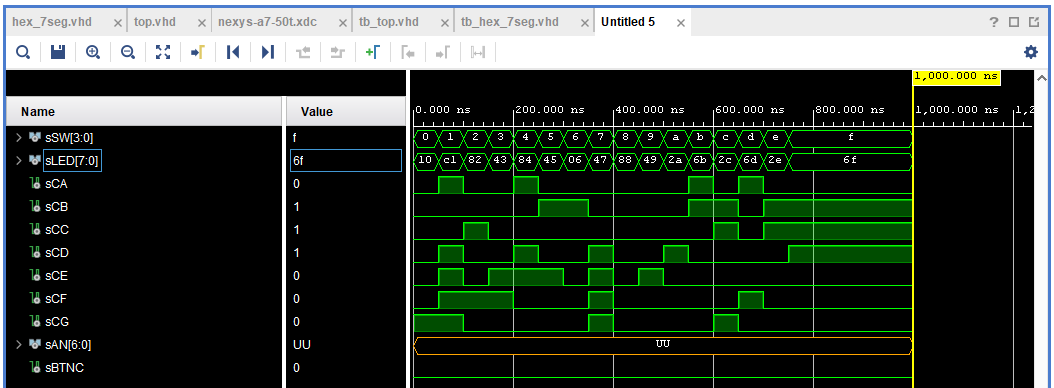 hex_7seg.vhd × top.vhd × nexys-a7-50t.xdc × tb_top.vhd × tb_hex_7seg.vhd × Untitled 5 ×
1,000.000 ns
Name Value 0.000 ns 200.000 ns 400.000 ns 600.000 ns 800.000 ns 1,000.000 ns 1,2
sSW[3:0] f 0 1 2 3 4 5 6 7 8 9 a b c d e f
sLED[7:0] 6f 10 c1 82 43 84 45 06 47 88 49 2a 6b 2c 6d 2e 6f
sCA 0
sCB 1
sCC 1
sCD 1
sCE 0
sCF 0
sCG 0
sAN[6:0] UU UU
sBTNC 0